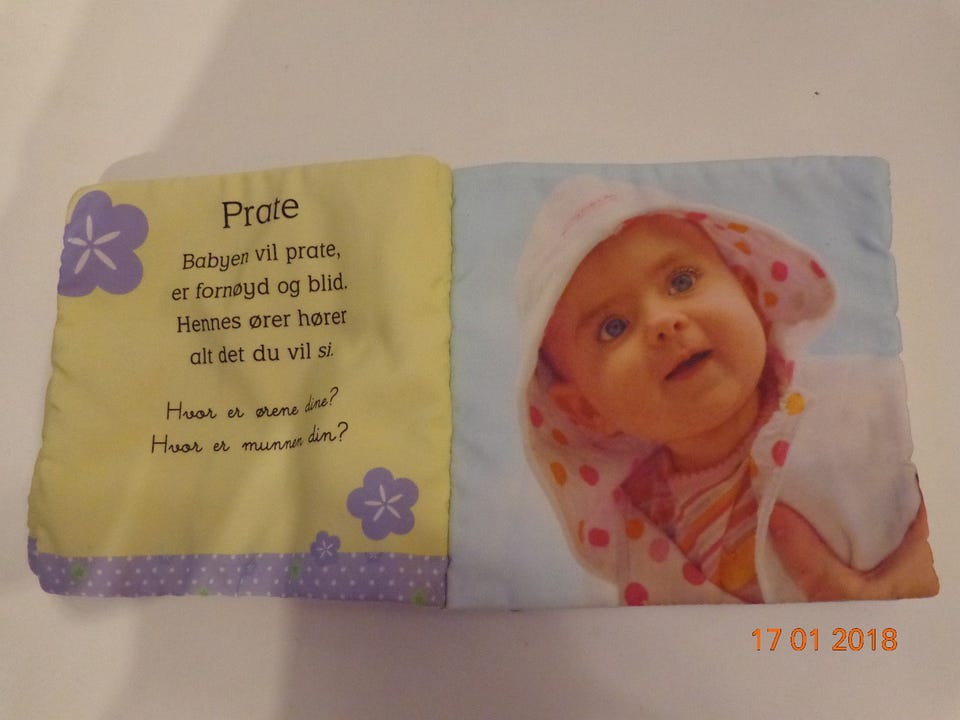 Prate
Babyen vil prate,
er fornøyd og blid.
Hennes ører hører
alt det du vil si.
Hvor er ørene dine?
Hvor er munnen din?
17 01 2018